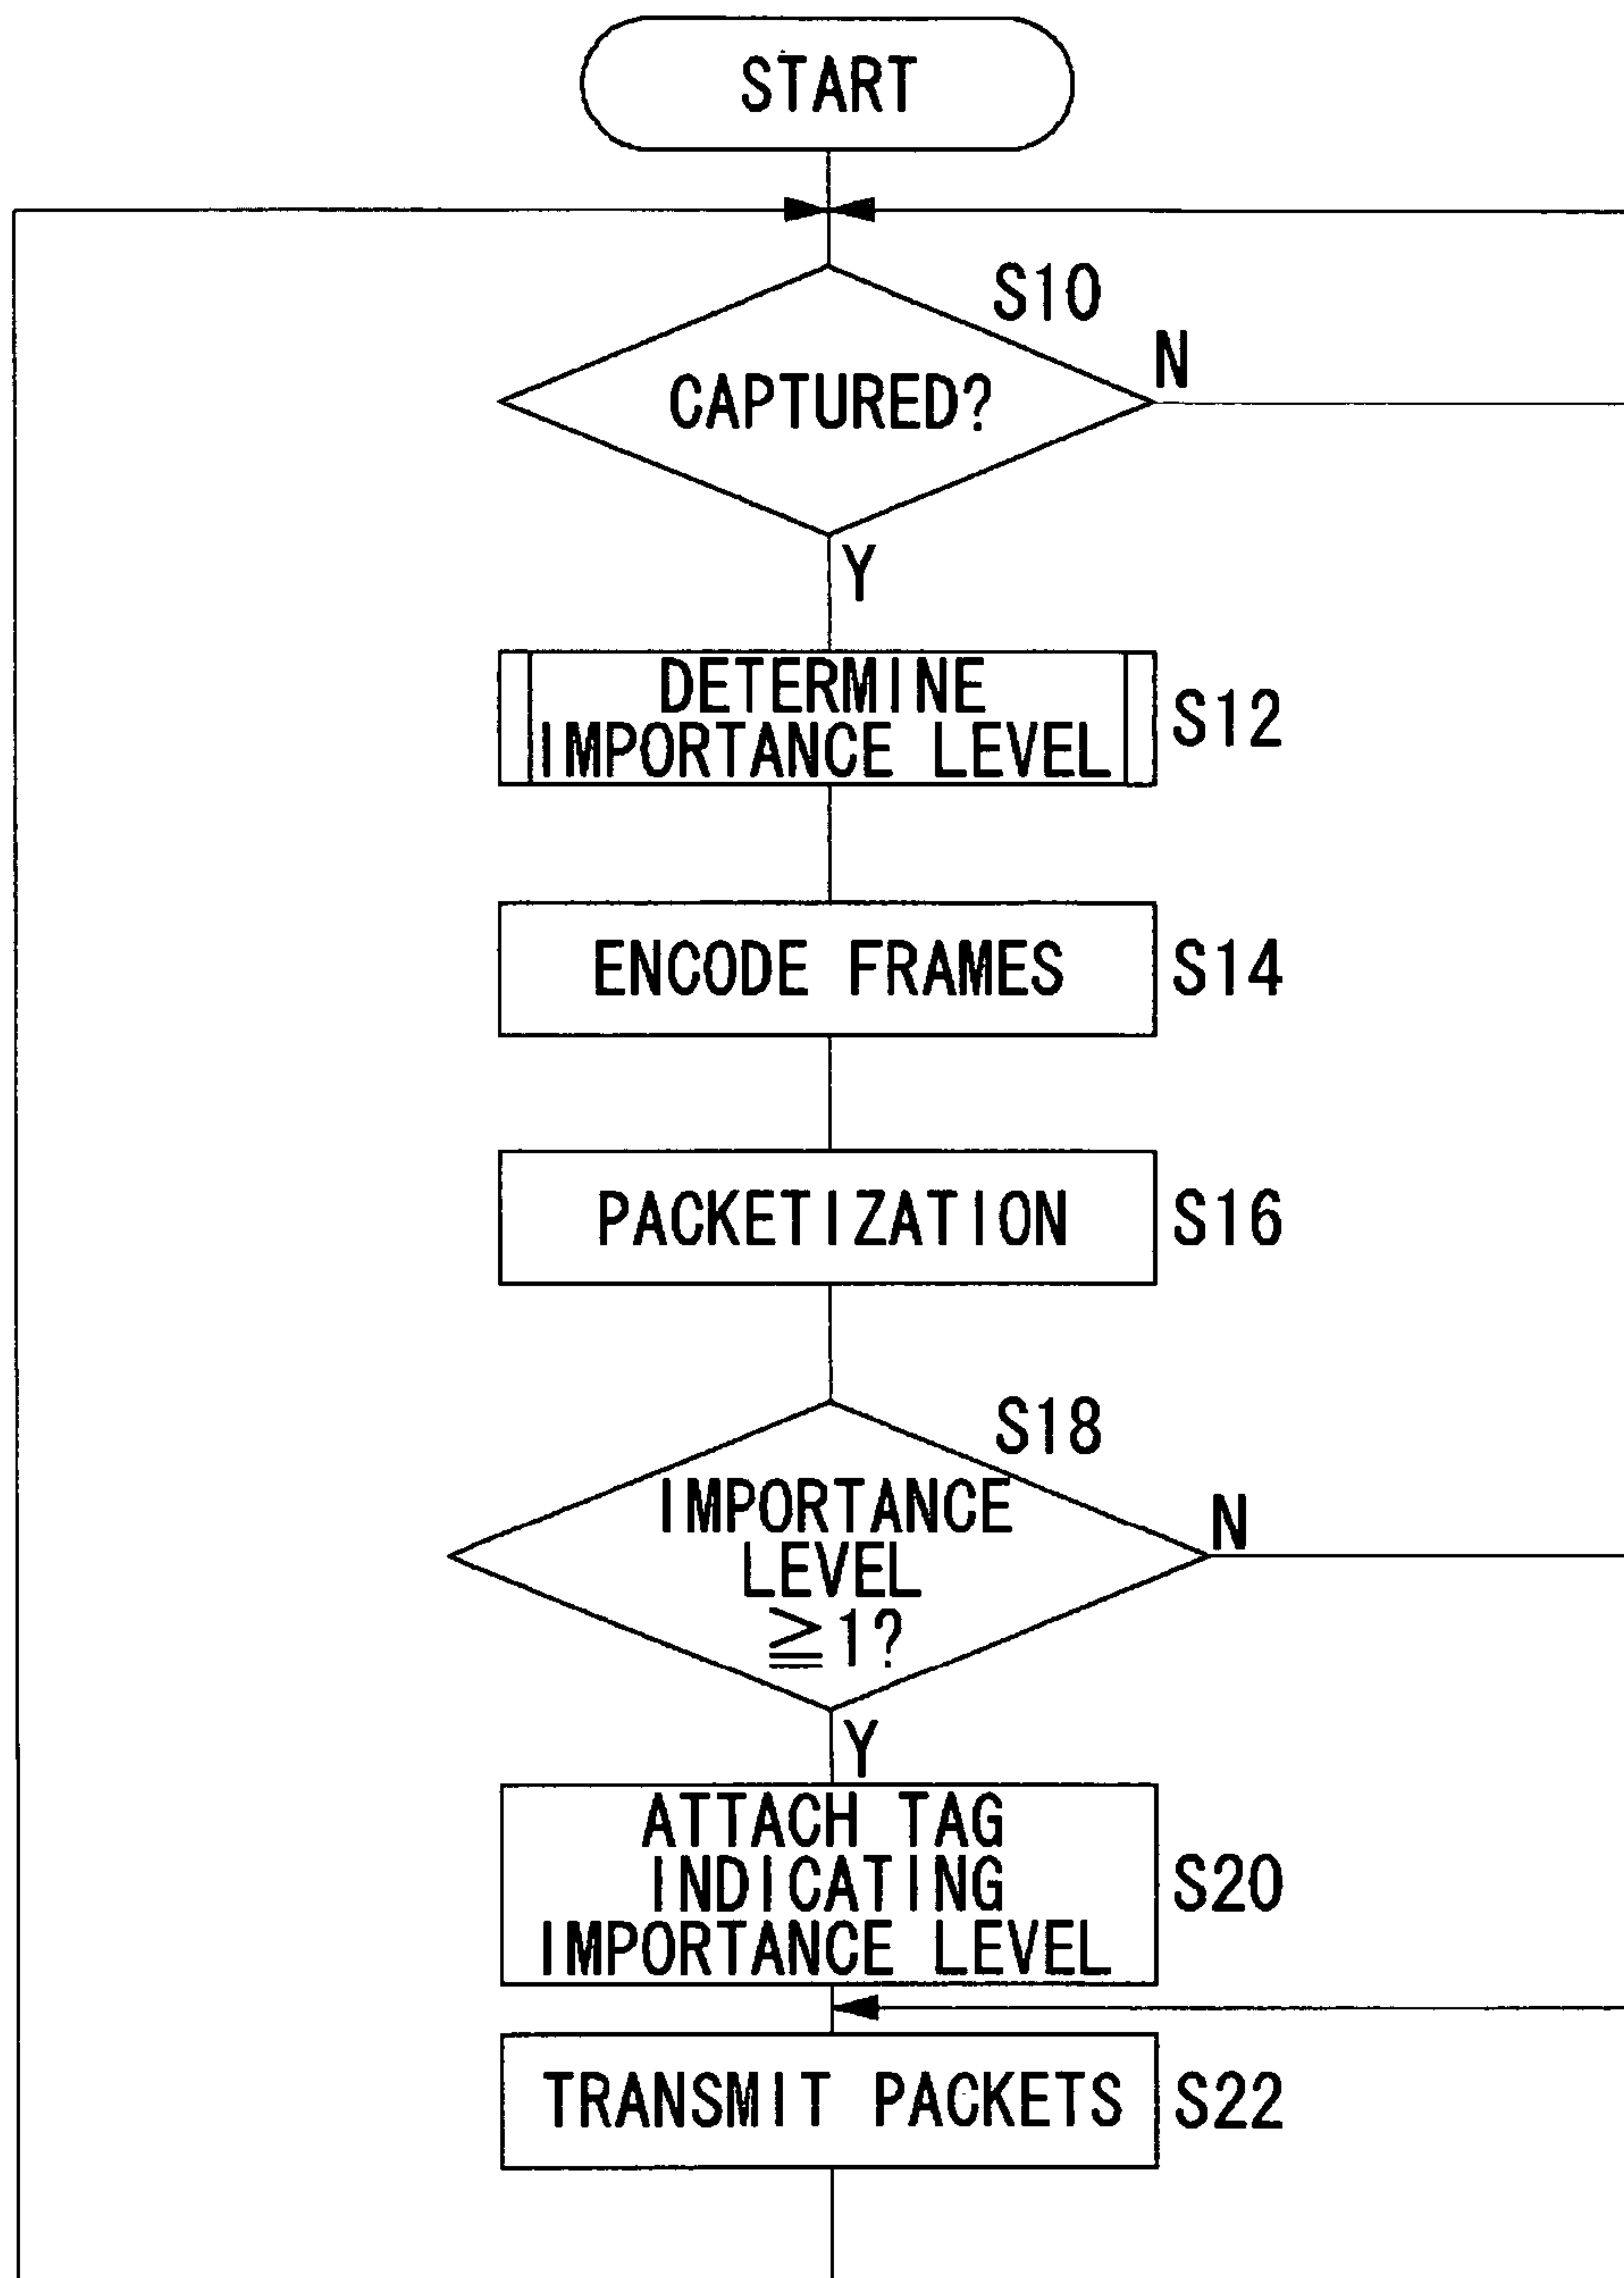 START
S10
CAPTURED?
N
Y
DETERMINE
IMPORTANCE LEVEL
S12
ENCODE FRAMES
S14
PACKETIZATION
S16
S18
IMPORTANCE
LEVEL
≧1?
N
Y
ATTACH TAG
INDICATING
IMPORTANCE LEVEL
S20
TRANSMIT PACKETS
S22